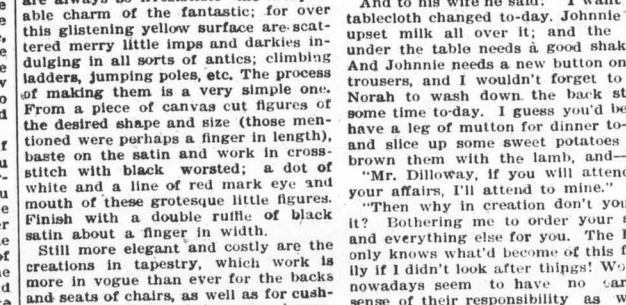 able charm of the fantastic; for over
this glistening yellow surface are scat-
tered merry little imps and darkies in-
dulging in all sorts of antics; climbing
ladders, jumping poles, etc. The process
of making them is a very simple one.
From a piece of canvas cut figures of
the desired shape and size (those men-
tioned were perhaps a finger in length),
baste on the satin and work in cross-
stitch with black worsted; a dot of
white and a line of red mark eye and
mouth of these grotesque little figures.
Finish with a double ruffle of black
satin about a finger in width.
Still more elegant and costly are the
creations in tapestry, which work is
more in vogue than ever for the backs
and seats of chairs, as well as for cush-
And to his wife he said: "I want
tablecloth changed to-day. Johnnie
upset milk all over it; and the
under the table needs a good shak
And Johnnie needs a new button on
trousers, and I wouldn't forget to
Norah to wash down the back st
some time to-day. I guess you'd be
have a leg of mutton for dinner to-
and slice up some sweet potatoes
brown them with the lamb, and—
"Mr. Dilloway, if you will attend
your affairs, I'll attend to mine."
"Then why in creation don't you
it? Bothering me to order your s
and everything else for you. The l
only knows what'd become of this f
ily if I didn't look after things! Wo
nowadays seem to have no car
sense of their responsibility as w